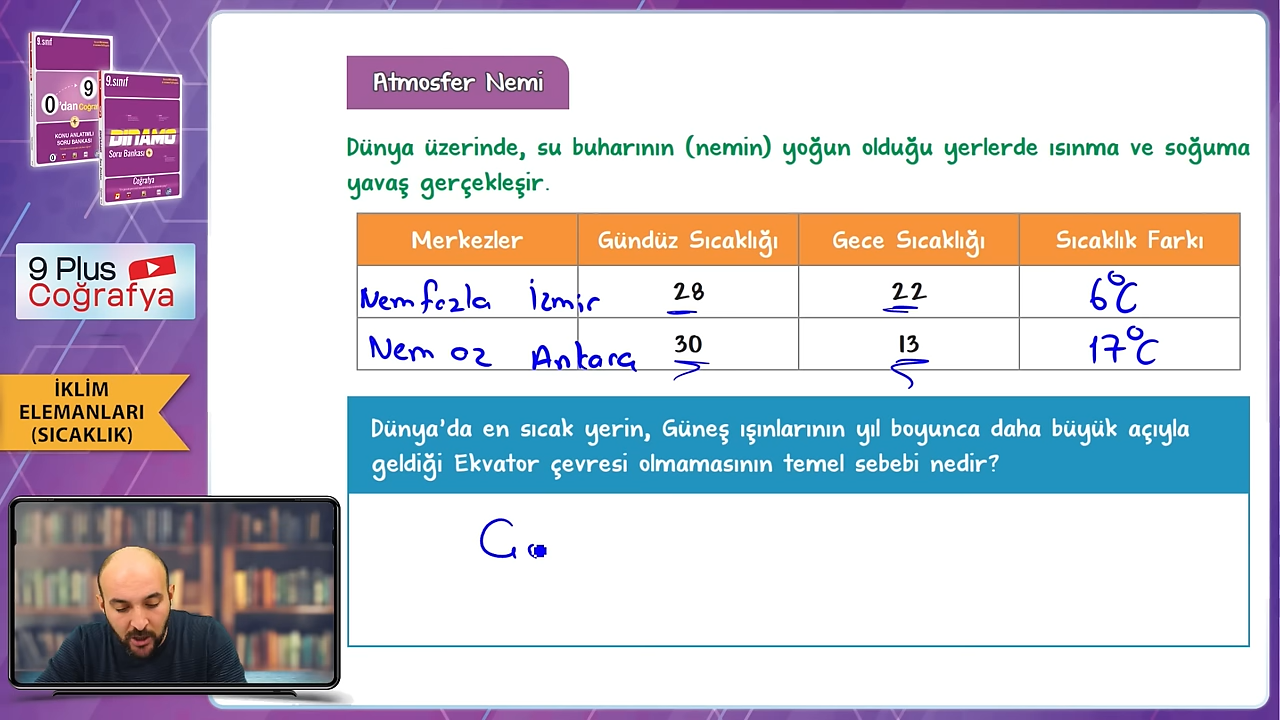 9.sınıf
0'dan 9
Coğrafya
KONU ANLATIMLI
SORU BANKASI
9.sınıf
DİNAMO
Soru Bankası
Coğrafya
9 Plus
Coğrafya
İKLİM
ELEMANLARI
(SICAKLIK)
Atmosfer Nemi
Dünya üzerinde, su buharının (nemin) yoğun olduğu yerlerde ısınma ve soğuma
yavaş gerçekleşir.
Merkezler Gündüz Sıcaklığı Gece Sıcaklığı Sıcaklık Farkı
Nem fazla İzmir 28 22 6°C
Nem az Ankara 30 13 17°C
Dünya'da en sıcak yerin, Güneş ışınlarının yıl boyunca daha büyük açıyla
geldiği Ekvator çevresi olmamasının temel sebebi nedir?